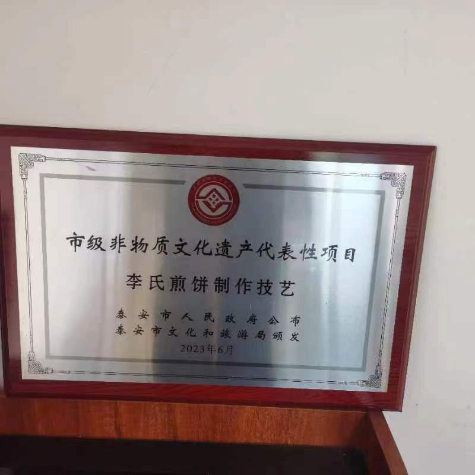 市级非物质文化遗产代表性项目
李氏煎饼制作技艺
泰安市人民政府公布
泰安市文化和旅游局颁发
2023年6月